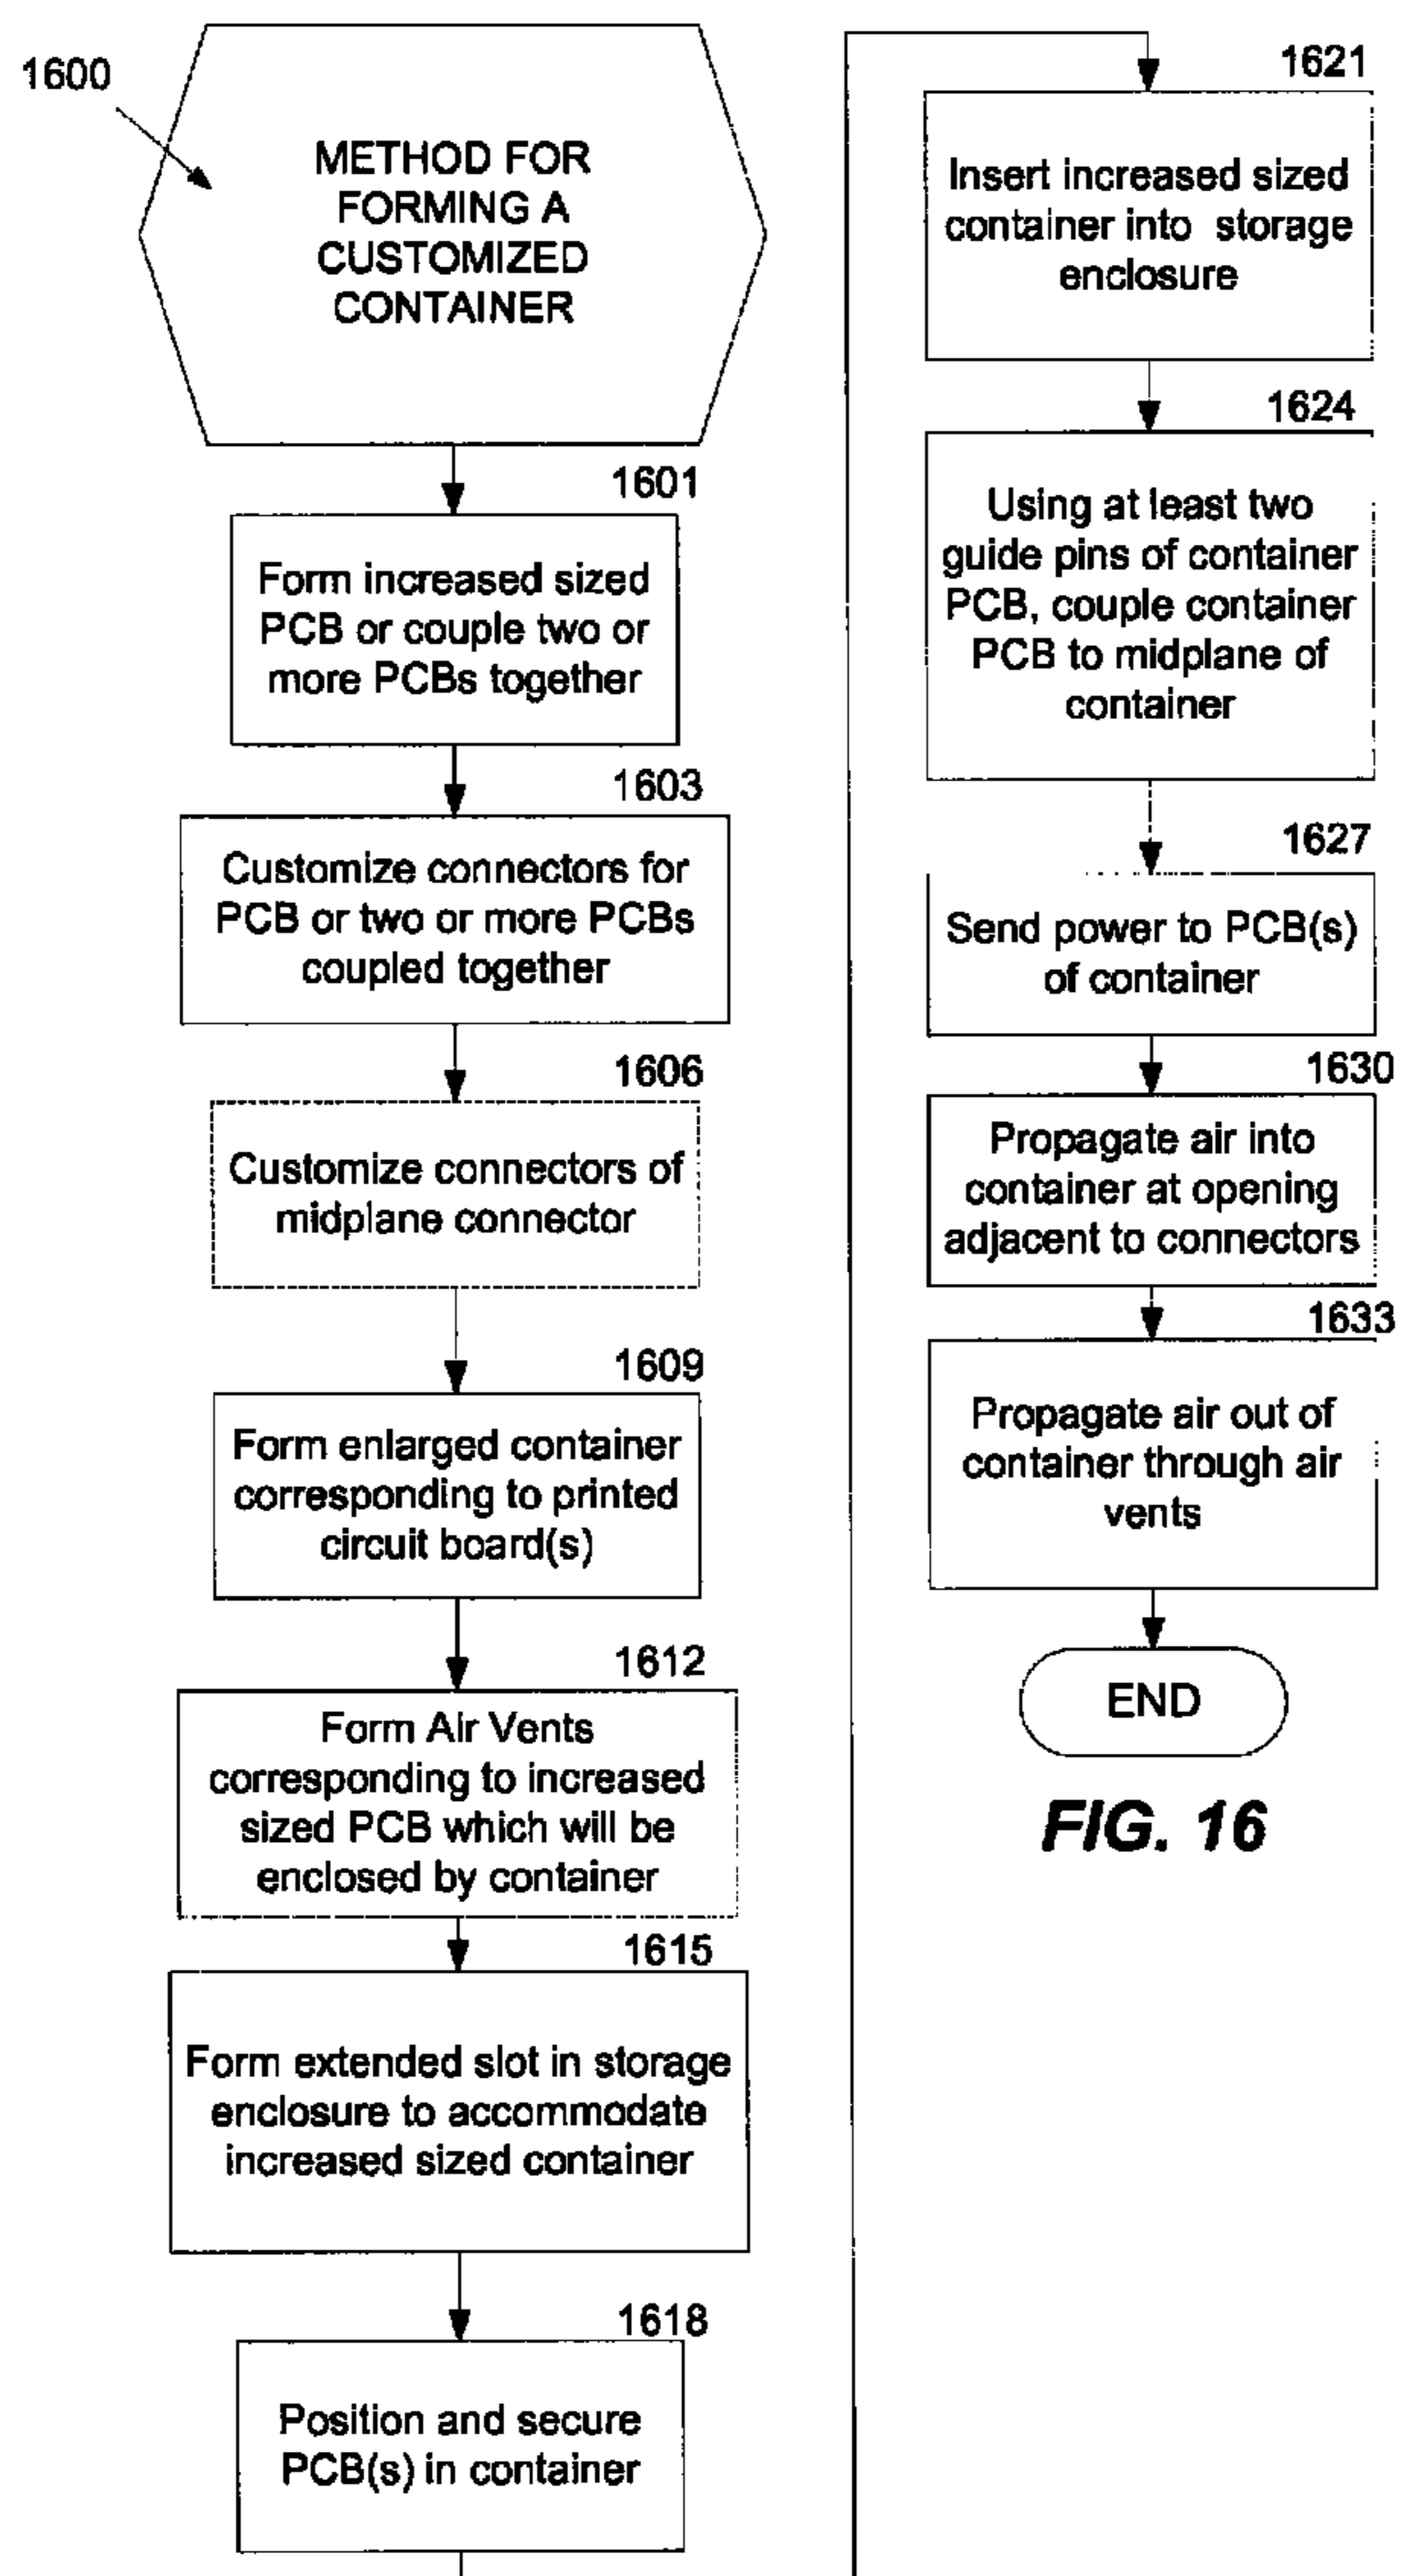 1600
METHOD FOR
FORMING A
CUSTOMIZED
CONTAINER
1601
Form increased sized
PCB or couple two or
more PCBs together
1603
Customize connectors for
PCB or two or more PCBs
coupled together
1606
Customize connectors of
midplane connector
1609
Form enlarged container
corresponding to printed
circuit board(s)
1612
Form Air Vents
corresponding to increased
sized PCB which will be
enclosed by container
1615
Form extended slot in storage
enclosure to accommodate
increased sized container
1618
Position and secure
PCB(s) in container
1621
Insert increased sized
container into storage
enclosure
1624
Using at least two
guide pins of container
PCB, couple container
PCB to midplane of
container
1627
Send power to PCB(s)
of container
1630
Propagate air into
container at opening
adjacent to connectors
1633
Propagate air out of
container through air
vents
END
FIG. 16